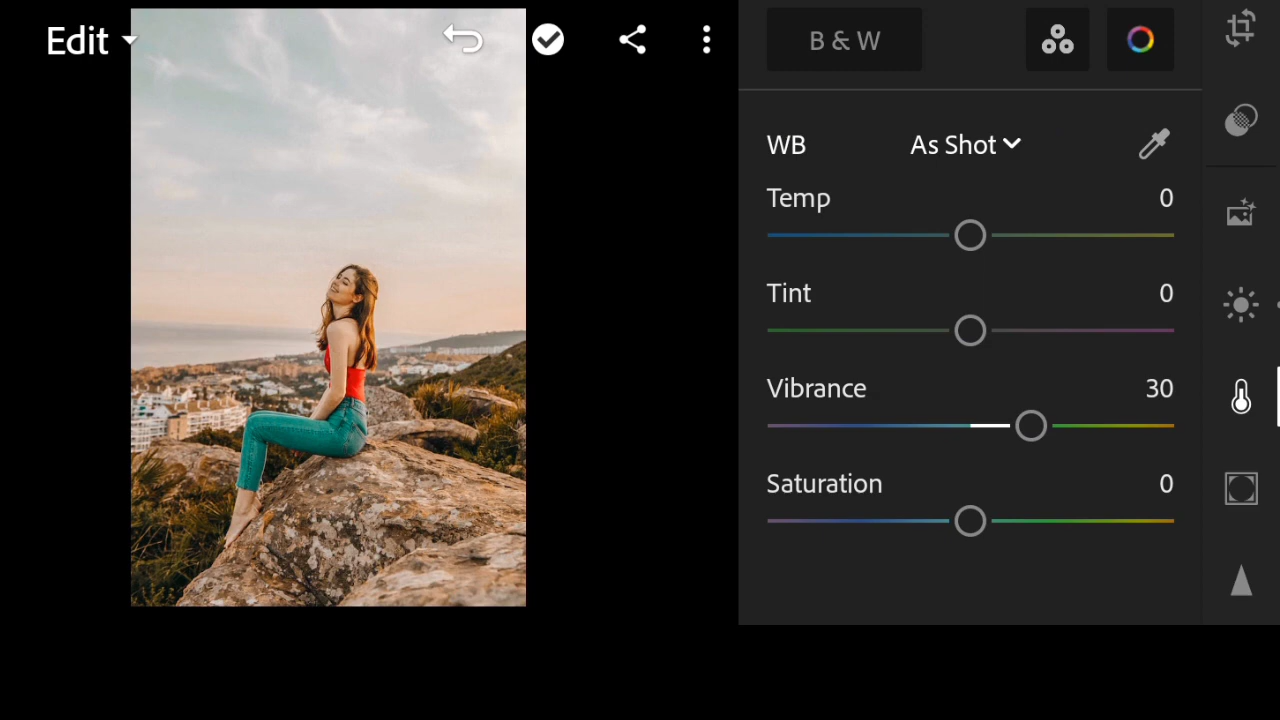 Edit
B & W
WB As Shot
Temp 0
Tint 0
Vibrance 30
Saturation 0